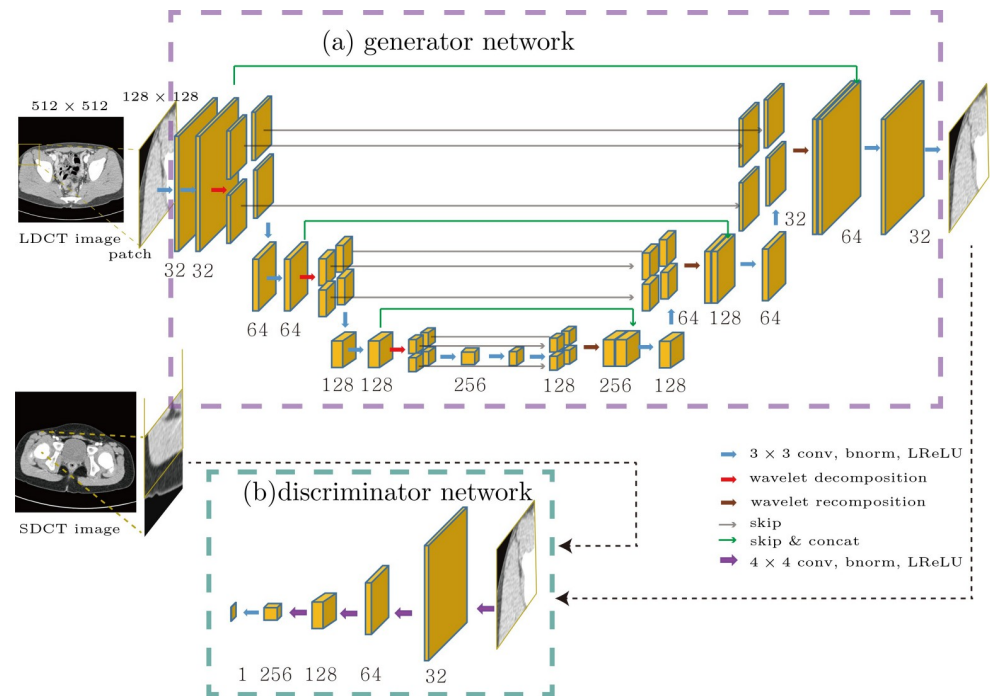 (a) generator network
512 × 512
128 × 128
LDCT image
patch
32 32
64 64
128 128
256
128
256
128
64 128 64
32
64
32
SDCT image
(b)discriminator network
1 256 128 64 32
3 × 3 conv, bnorm, LReLU
wavelet decomposition
wavelet recomposition
skip
skip & concat
4 × 4 conv, bnorm, LReLU